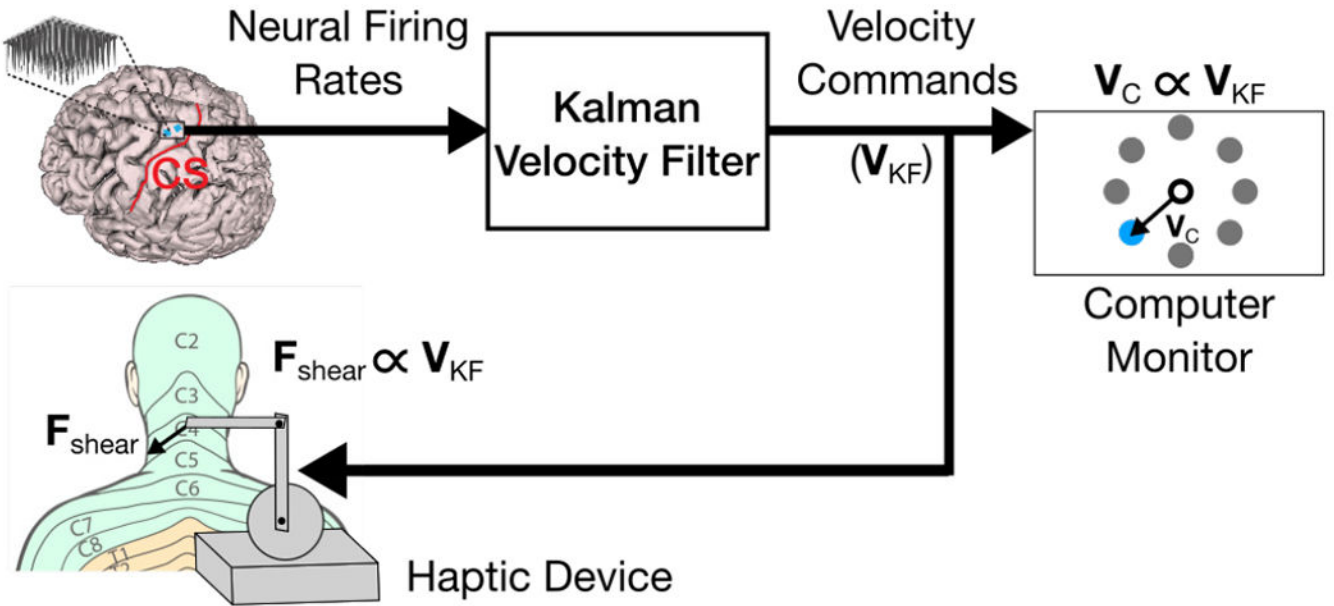 Neural Firing
Rates
CS
Kalman
Velocity Filter
Velocity
Commands
(V_KF)
V_C ∝ V_KF
V_C
Computer
Monitor
C2
C3
C4
C5
C6
C7
C8
T1
F_shear ∝ V_KF
F_shear
Haptic Device